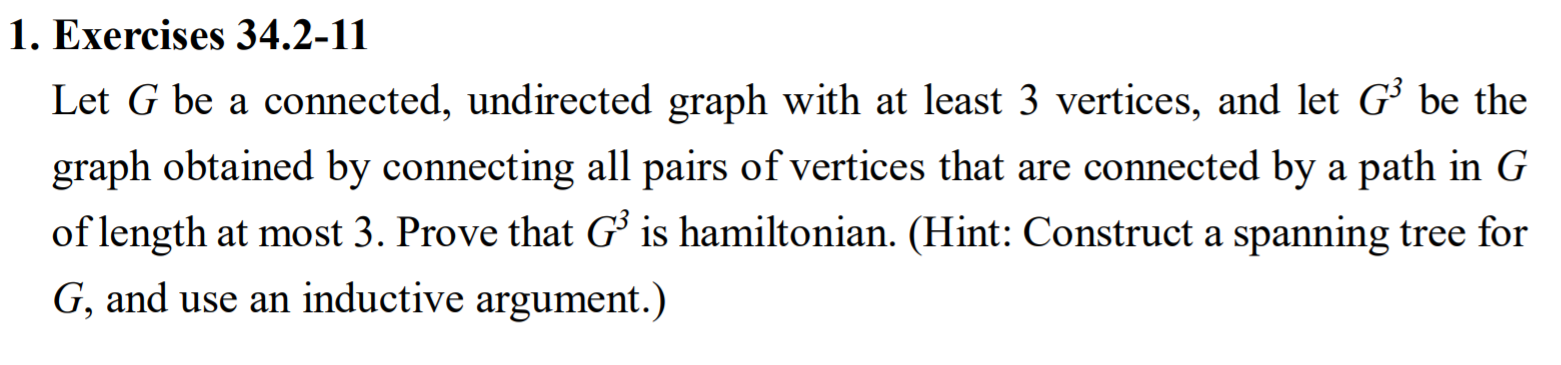 1. Exercises 34.2-11
Let G be a connected, undirected graph with at least 3 vertices, and let G³ be the
graph obtained by connecting all pairs of vertices that are connected by a path in G
of length at most 3. Prove that G³ is hamiltonian. (Hint: Construct a spanning tree for
G, and use an inductive argument.)